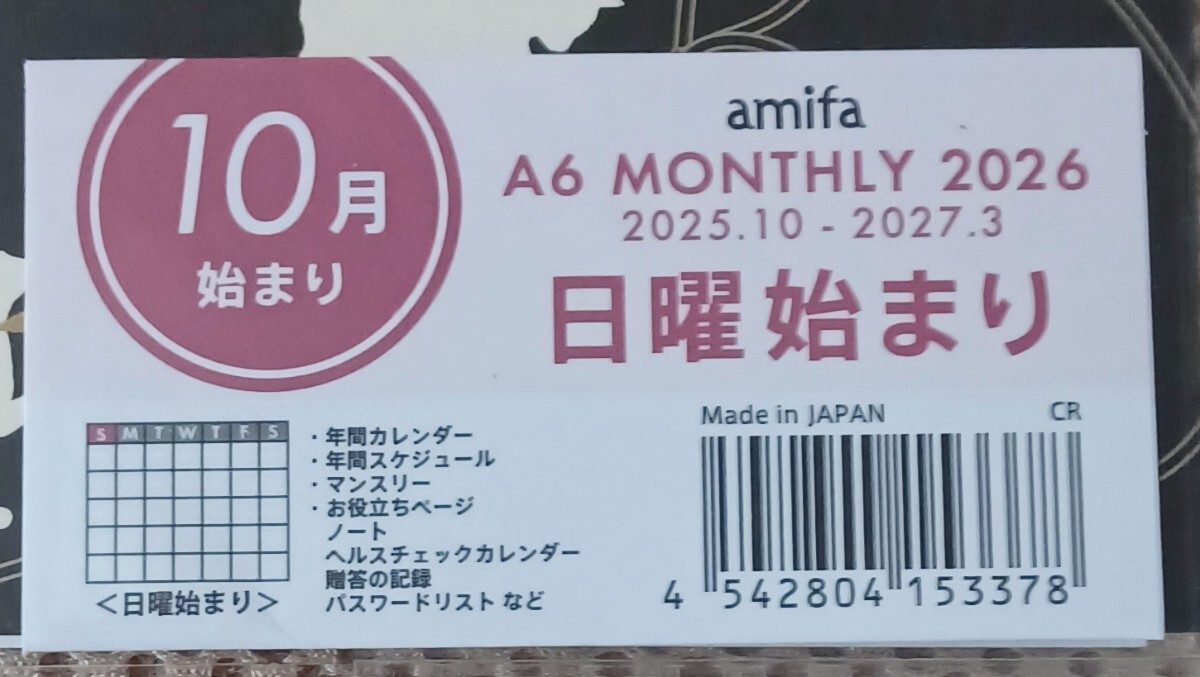 10月
始まり
amifa
A6 MONTHLY 2026
2025.10 - 2027.3
日曜始まり
S M T W T F S
<日曜始まり>
・年間カレンダー
・年間スケジュール
・マンスリー
・お役立ちページ
ノート
ヘルスチェックカレンダー
贈答の記録
パスワードリスト など
Made in JAPAN CR
4 542804 153378